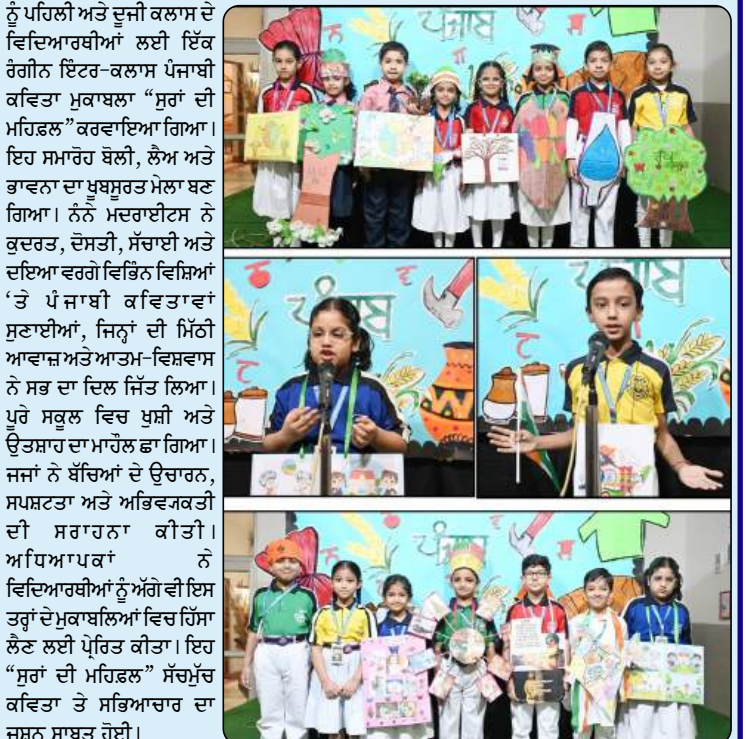 ਨੂੰ ਪਹਿਲੀ ਅਤੇ ਦੂਜੀ ਕਲਾਸ ਦੇ
ਵਿਦਿਆਰਥੀਆਂ ਲਈ ਇੱਕ
ਰੰਗੀਨ ਇੰਟਰ-ਕਲਾਸ ਪੰਜਾਬੀ
ਕਵਿਤਾ ਮੁਕਾਬਲਾ “ਸੁਰਾਂ ਦੀ
ਮਹਿਫ਼ਲ”ਕਰਵਾਇਆ ਗਿਆ।
ਇਹ ਸਮਾਰੋਹ ਬੋਲੀ, ਲੈਅ ਅਤੇ
ਭਾਵਨਾ ਦਾ ਖੂਬਸੂਰਤ ਮੇਲਾ ਬਣ
ਗਿਆ। ਨੰਨੇ ਮਦਰਾਈਟਸ ਨੇ
ਕੁਦਰਤ, ਦੋਸਤੀ, ਸੱਚਾਈ ਅਤੇ
ਦਇਆ ਵਰਗੇ ਵਿਭਿੰਨ ਵਿਸ਼ਿਆਂ
‘ਤੇ ਪੰਜਾਬੀ ਕਵਿਤਾਵਾਂ
ਸੁਣਾਈਆਂ, ਜਿਨ੍ਹਾਂ ਦੀ ਮਿੱਠੀ
ਆਵਾਜ਼ ਅਤੇ ਆਤਮ-ਵਿਸ਼ਵਾਸ
ਨੇ ਸਭ ਦਾ ਦਿਲ ਜਿੱਤ ਲਿਆ।
ਪੂਰੇ ਸਕੂਲ ਵਿਚ ਖੁਸ਼ੀ ਅਤੇ
ਉਤਸ਼ਾਹ ਦਾ ਮਾਹੌਲ ਛਾ ਗਿਆ।
ਜਜਾਂ ਨੇ ਬੱਚਿਆਂ ਦੇ ਉਚਾਰਨ,
ਸਪਸ਼ਟਤਾ ਅਤੇ ਅਭਿਵਯਕਤੀ
ਦੀ ਸਰਾਹਨਾ ਕੀਤੀ।
ਅਧਿਆਪਕਾਂ ਨੇ
ਵਿਦਿਆਰਥੀਆਂ ਨੂੰ ਅੱਗੇ ਵੀ ਇਸ
ਤਰ੍ਹਾਂ ਦੇ ਮੁਕਾਬਲਿਆਂ ਵਿਚ ਹਿੱਸਾ
ਲੈਣ ਲਈ ਪ੍ਰੇਰਿਤ ਕੀਤਾ। ਇਹ
“ਸੁਰਾਂ ਦੀ ਮਹਿਫ਼ਲ” ਸੱਚਮੁੱਚ
ਕਵਿਤਾ ਤੇ ਸਭਿਆਚਾਰ ਦਾ
ਜਸ਼ਨ ਸਾਬਤ ਹੋਈ।
ਪੰਜਾਬ
ਪੰਜਾਬ